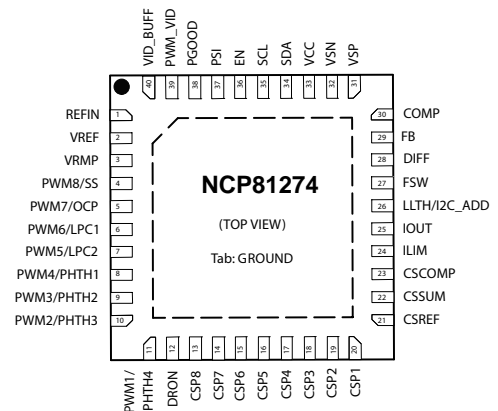 VID_BUFF
PWM_VID
PGOOD
PSI
EN
SCL
SDA
VCC
VSN
VSP
40
39
38
37
36
35
34
33
32
31
REFIN 1
VREF 2
VRMP 3
PWM8/SS 4
PWM7/OCP 5
PWM6/LPC1 6
PWM5/LPC2 7
PWM4/PHTH1 8
PWM3/PHTH2 9
PWM2/PHTH3 10
NCP81274
(TOP VIEW)
Tab: GROUND
30 COMP
29 FB
28 DIFF
27 FSW
26 LLTH/I2C_ADD
25 IOUT
24 ILIM
23 CSCOMP
22 CSSUM
21 CSREF
11
12
13
14
15
16
17
18
19
20
PWM1/
PHTH4
DRON
CSP8
CSP7
CSP6
CSP5
CSP4
CSP3
CSP2
CSP1